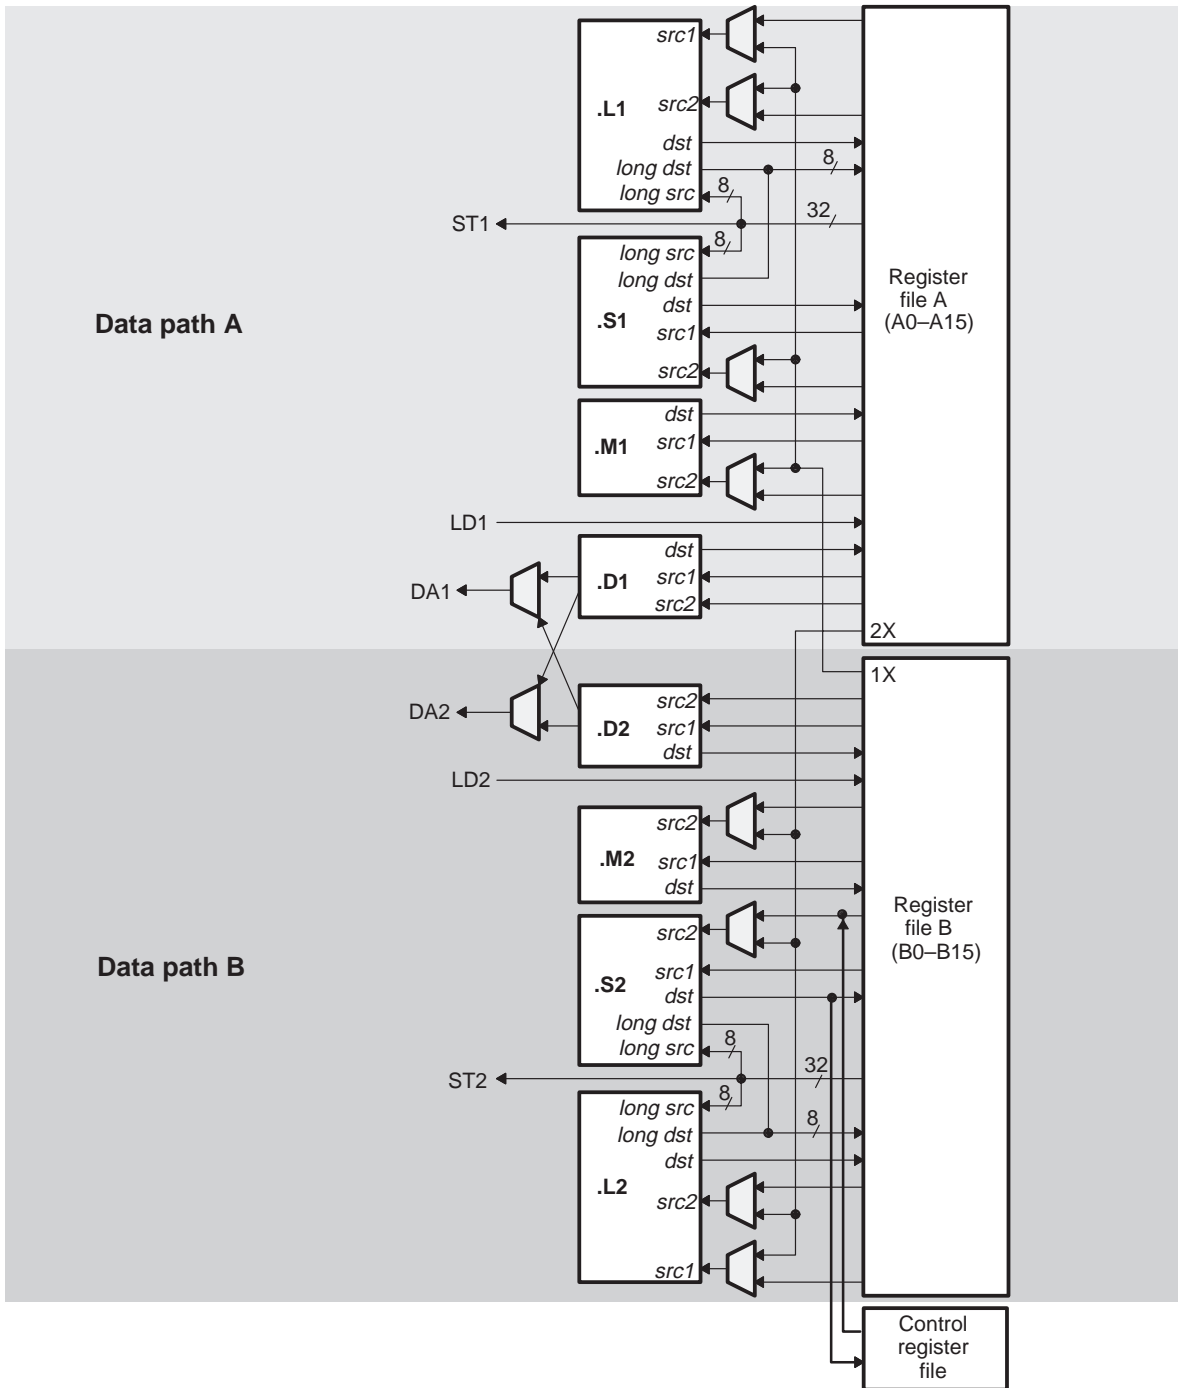 src1
.L1
src2
dst
long dst
8
long src
8
ST1
32
long src
8
long dst
dst
.S1
src1
src2
Register
file A
(A0–A15)
Data path A
dst
.M1
src1
src2
LD1
dst
.D1
src1
src2
DA1
2X
1X
DA2
src2
.D2
src1
dst
LD2
src2
.M2
src1
dst
Register
file B
(B0–B15)
Data path B
src2
.S2
src1
dst
long dst
long src
8
ST2
32
long src
8
long dst
8
dst
.L2
src2
src1
Control
register
file